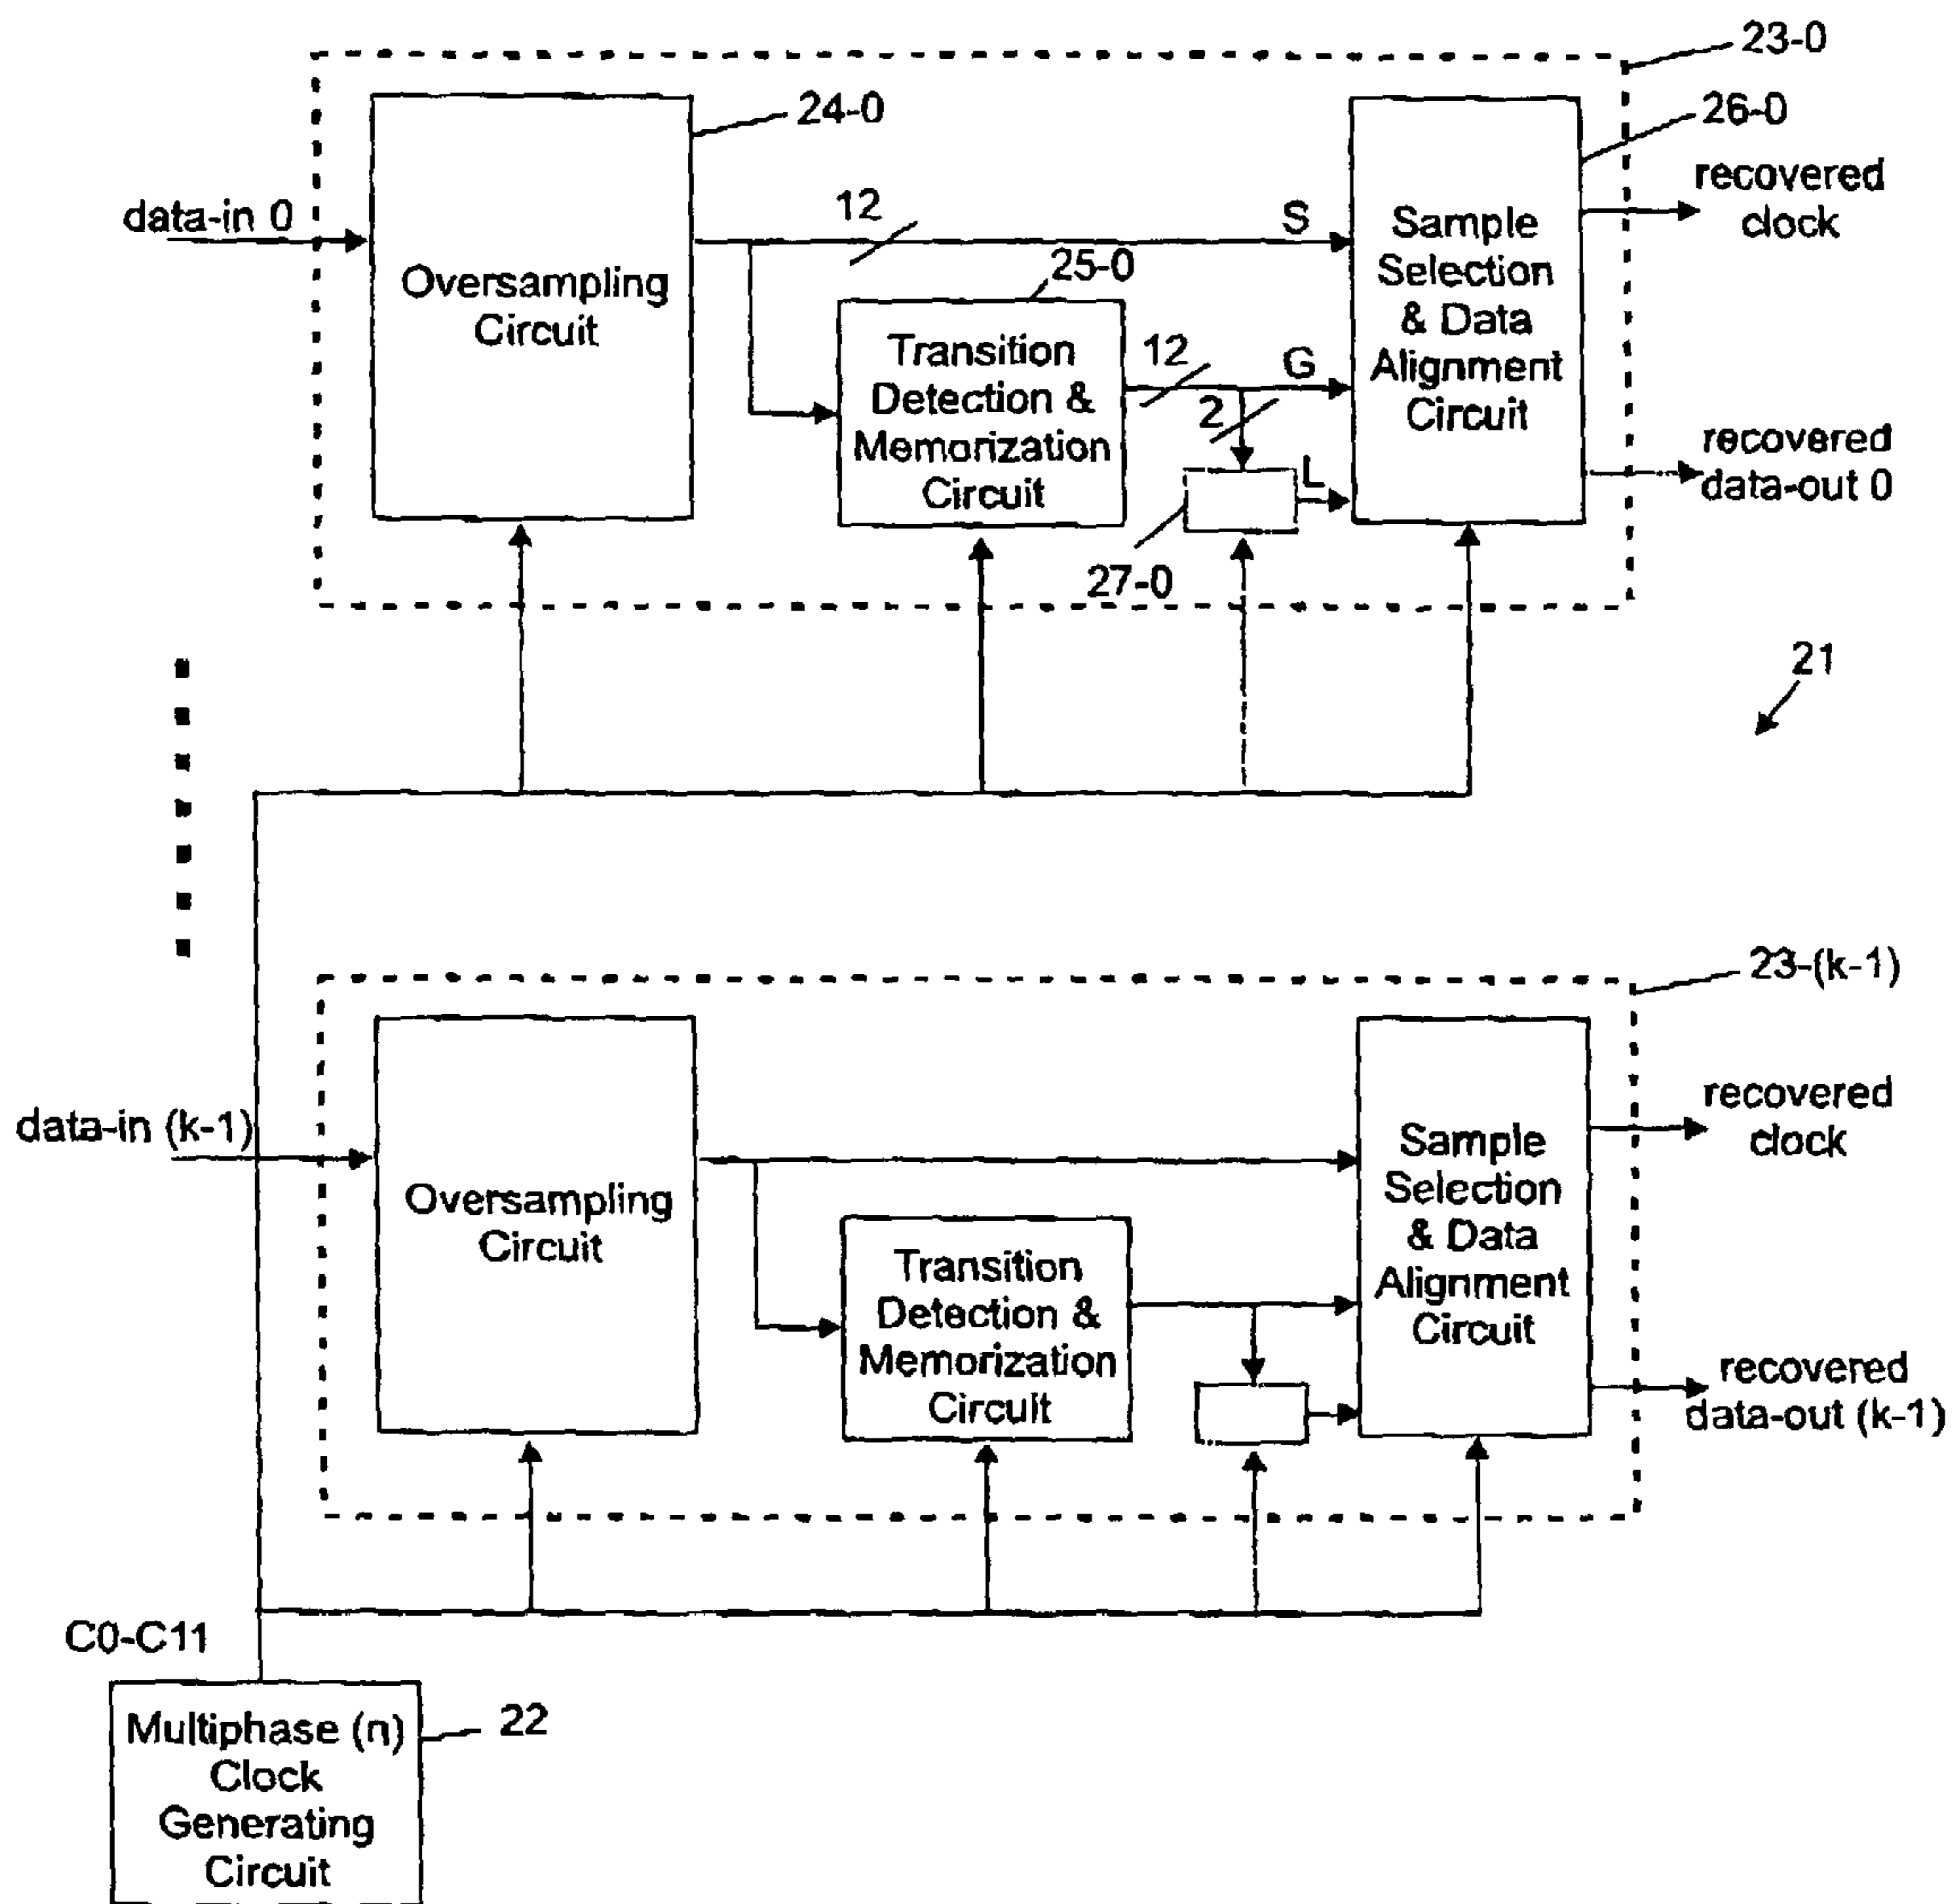 23-0
24-0
26-0
data-in 0
12
S
recovered
clock
Oversampling
Circuit
25-0
Sample
Selection
& Data
Alignment
Circuit
Transition
Detection &
Memorization
Circuit
12
G
2
L
recovered
data-out 0
27-0
21
23-(k-1)
data-in (k-1)
recovered
clock
Oversampling
Circuit
Sample
Selection
& Data
Alignment
Circuit
Transition
Detection &
Memorization
Circuit
recovered
data-out (k-1)
C0-C11
Multiphase (n)
Clock
Generating
Circuit
22